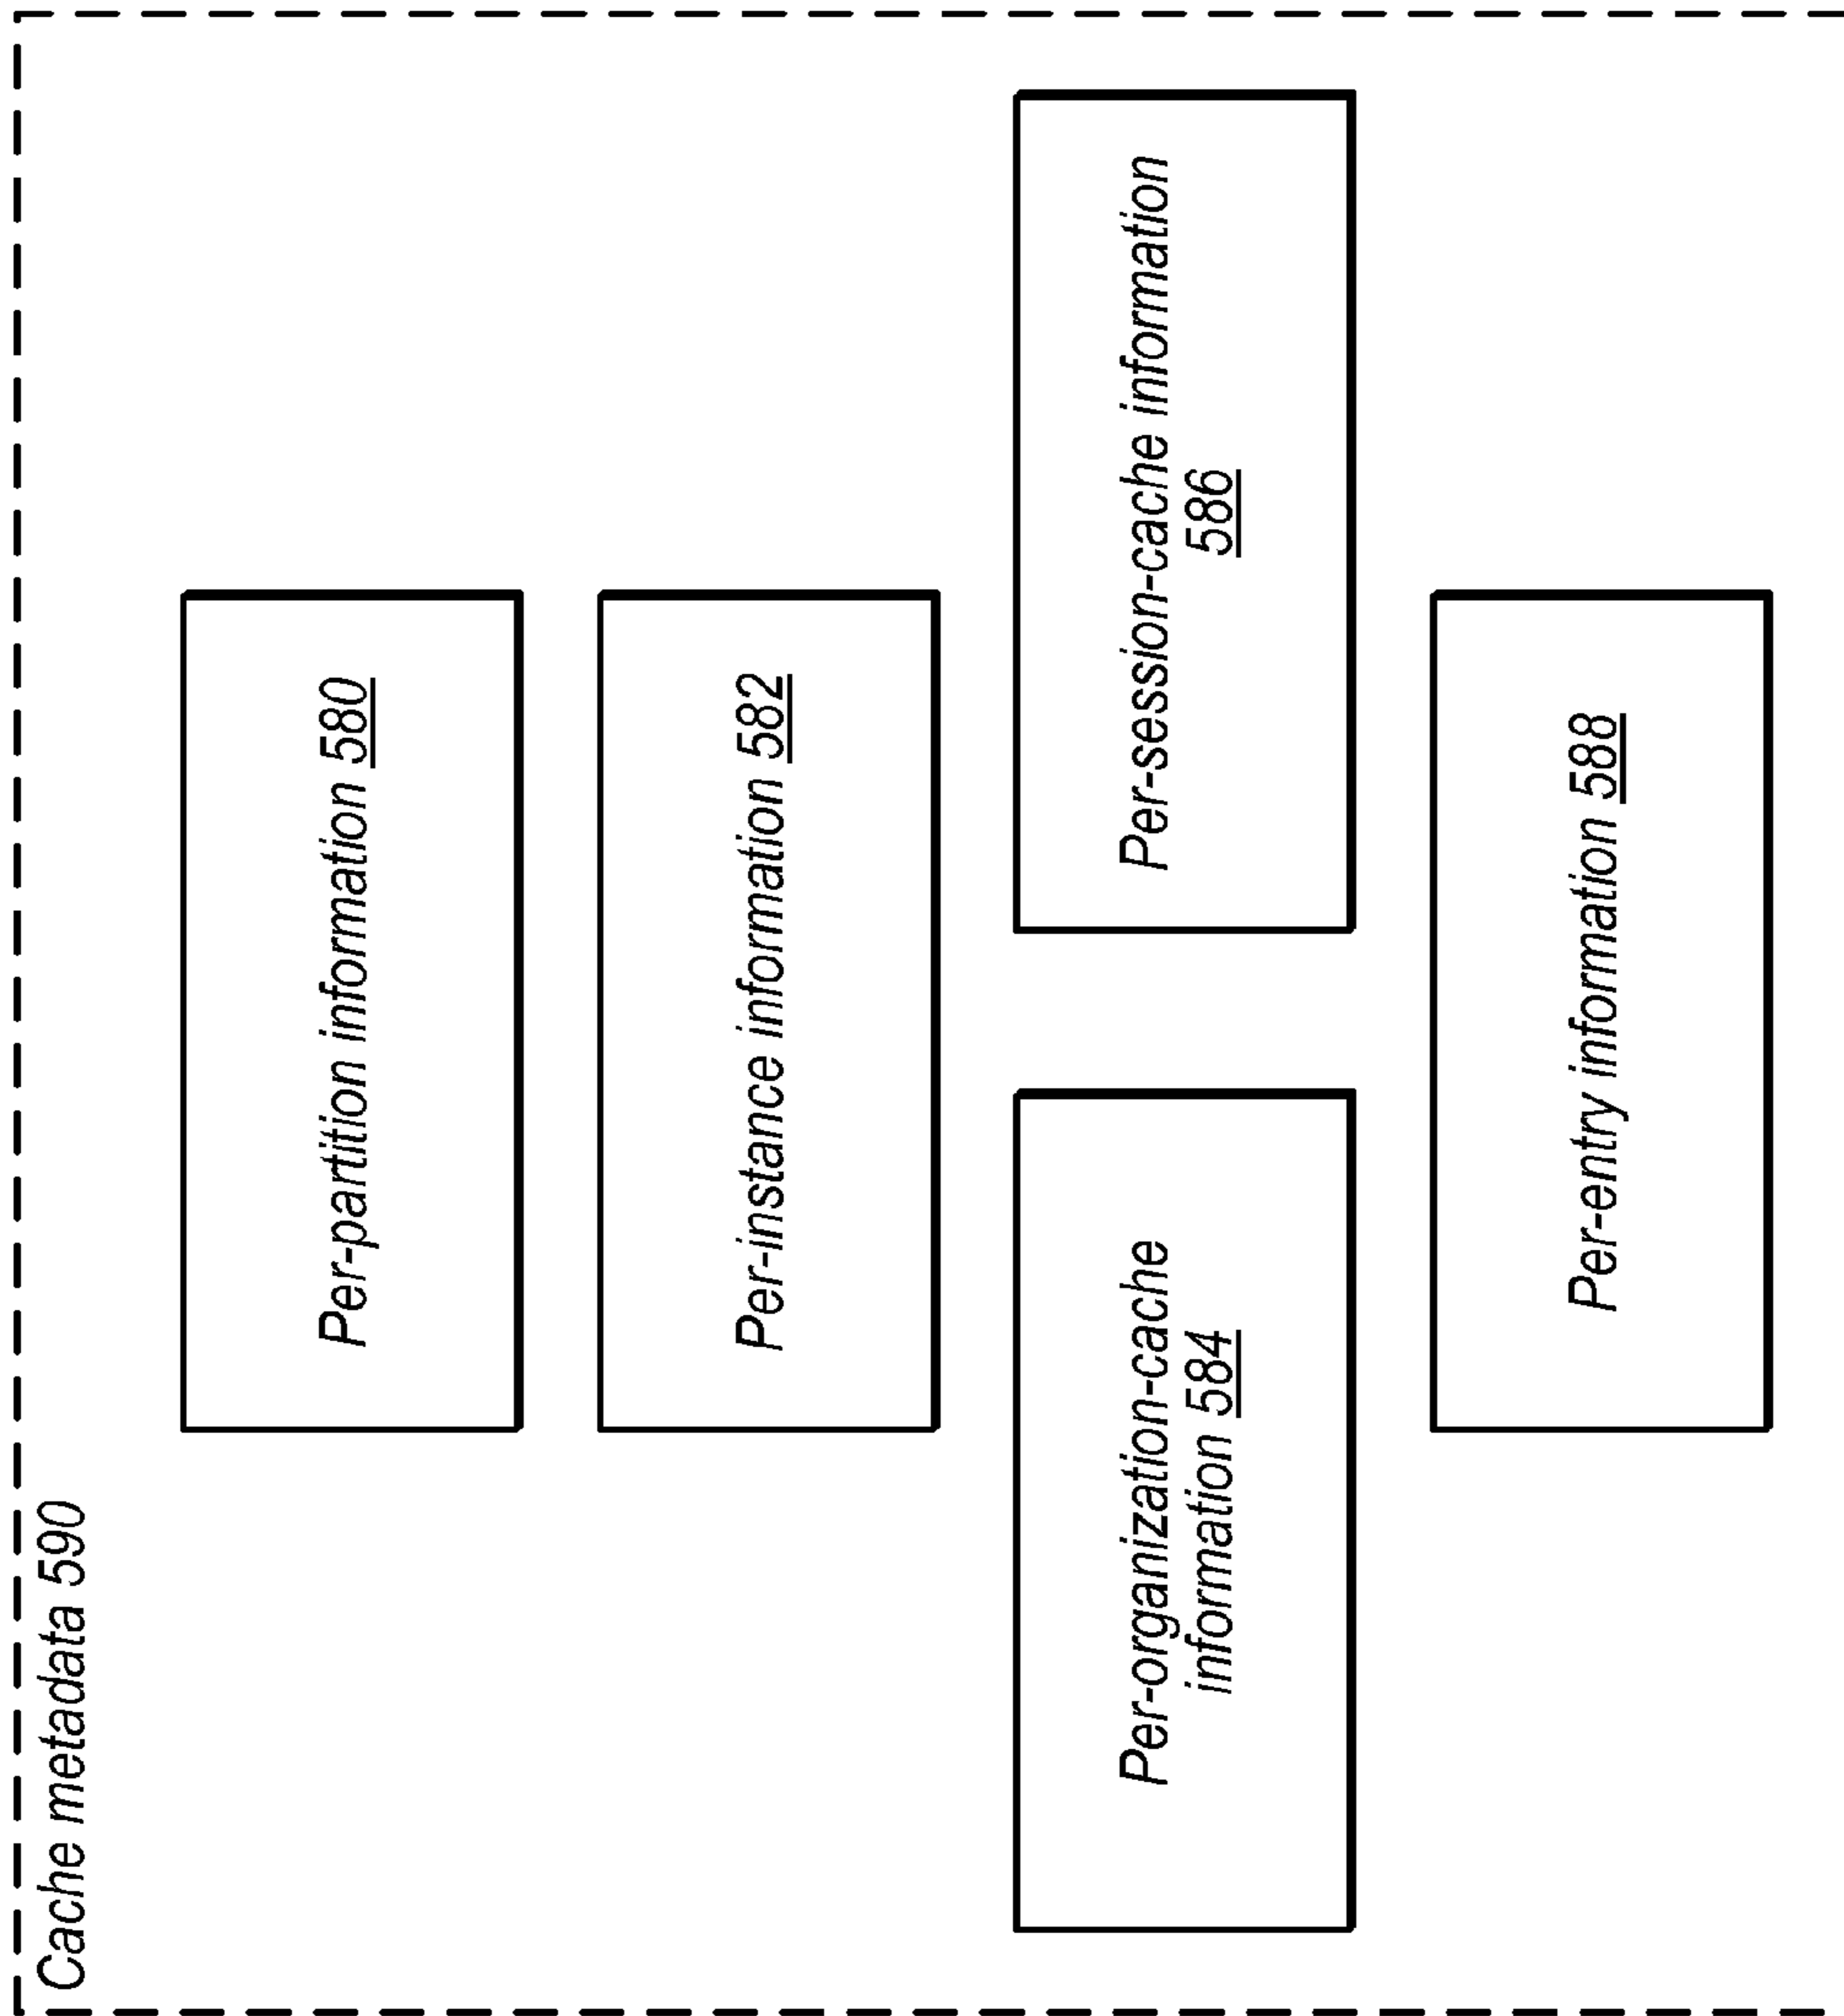 Cache metadata 590
Per-partition information 580
Per-instance information 582
Per-organization-cache
information 584
Per-session-cache information
586
Per-entry information 588